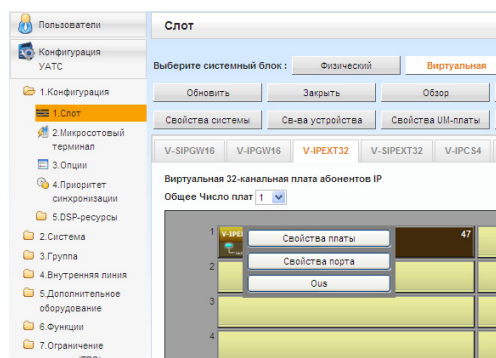 Пользователи
Конфигурация
УАТС
1.Конфигурация
1.Слот
2.Микросотовый
терминал
3.Опции
4.Приоритет
синхронизации
5.DSP-ресурсы
2.Система
3.Группа
4.Внутренняя линия
5.Дополнительное
оборудование
6.Функции
7.Ограничение
Слот
Выберите системный блок :
Физический
Виртуальная
Обновить
Закрыть
Обзор
Свойства системы
Св-ва устройства
Свойства UM-платы
V-SIPGW16
V-IPGW16
V-IPEXT32
V-SIPEXT32
V-IPCS4
Виртуальная 32-канальная плата абонентов IP
Общее Число плат 1
1
V-IPE
47
Свойства платы
2
Свойства порта
Ous
3
4